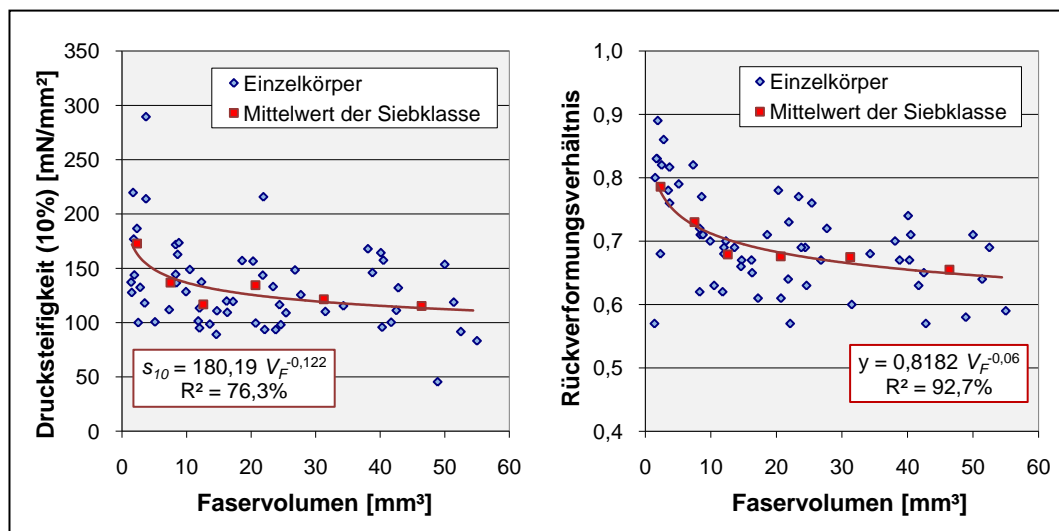 350
300
250
200
150
100
50
0
Drucksteifigkeit (10%) [mN/mm²]
Einzelkörper
Mittelwert der Siebklasse
s₁₀ = 180,19 V_F^-0,122
R² = 76,3%
0 10 20 30 40 50 60
Faservolumen [mm³]
1,0
0,9
0,8
0,7
0,6
0,5
0,4
Rückverformungsverhältnis
Einzelkörper
Mittelwert der Siebklasse
y = 0,8182 V_F^-0,06
R² = 92,7%
0 10 20 30 40 50 60
Faservolumen [mm³]